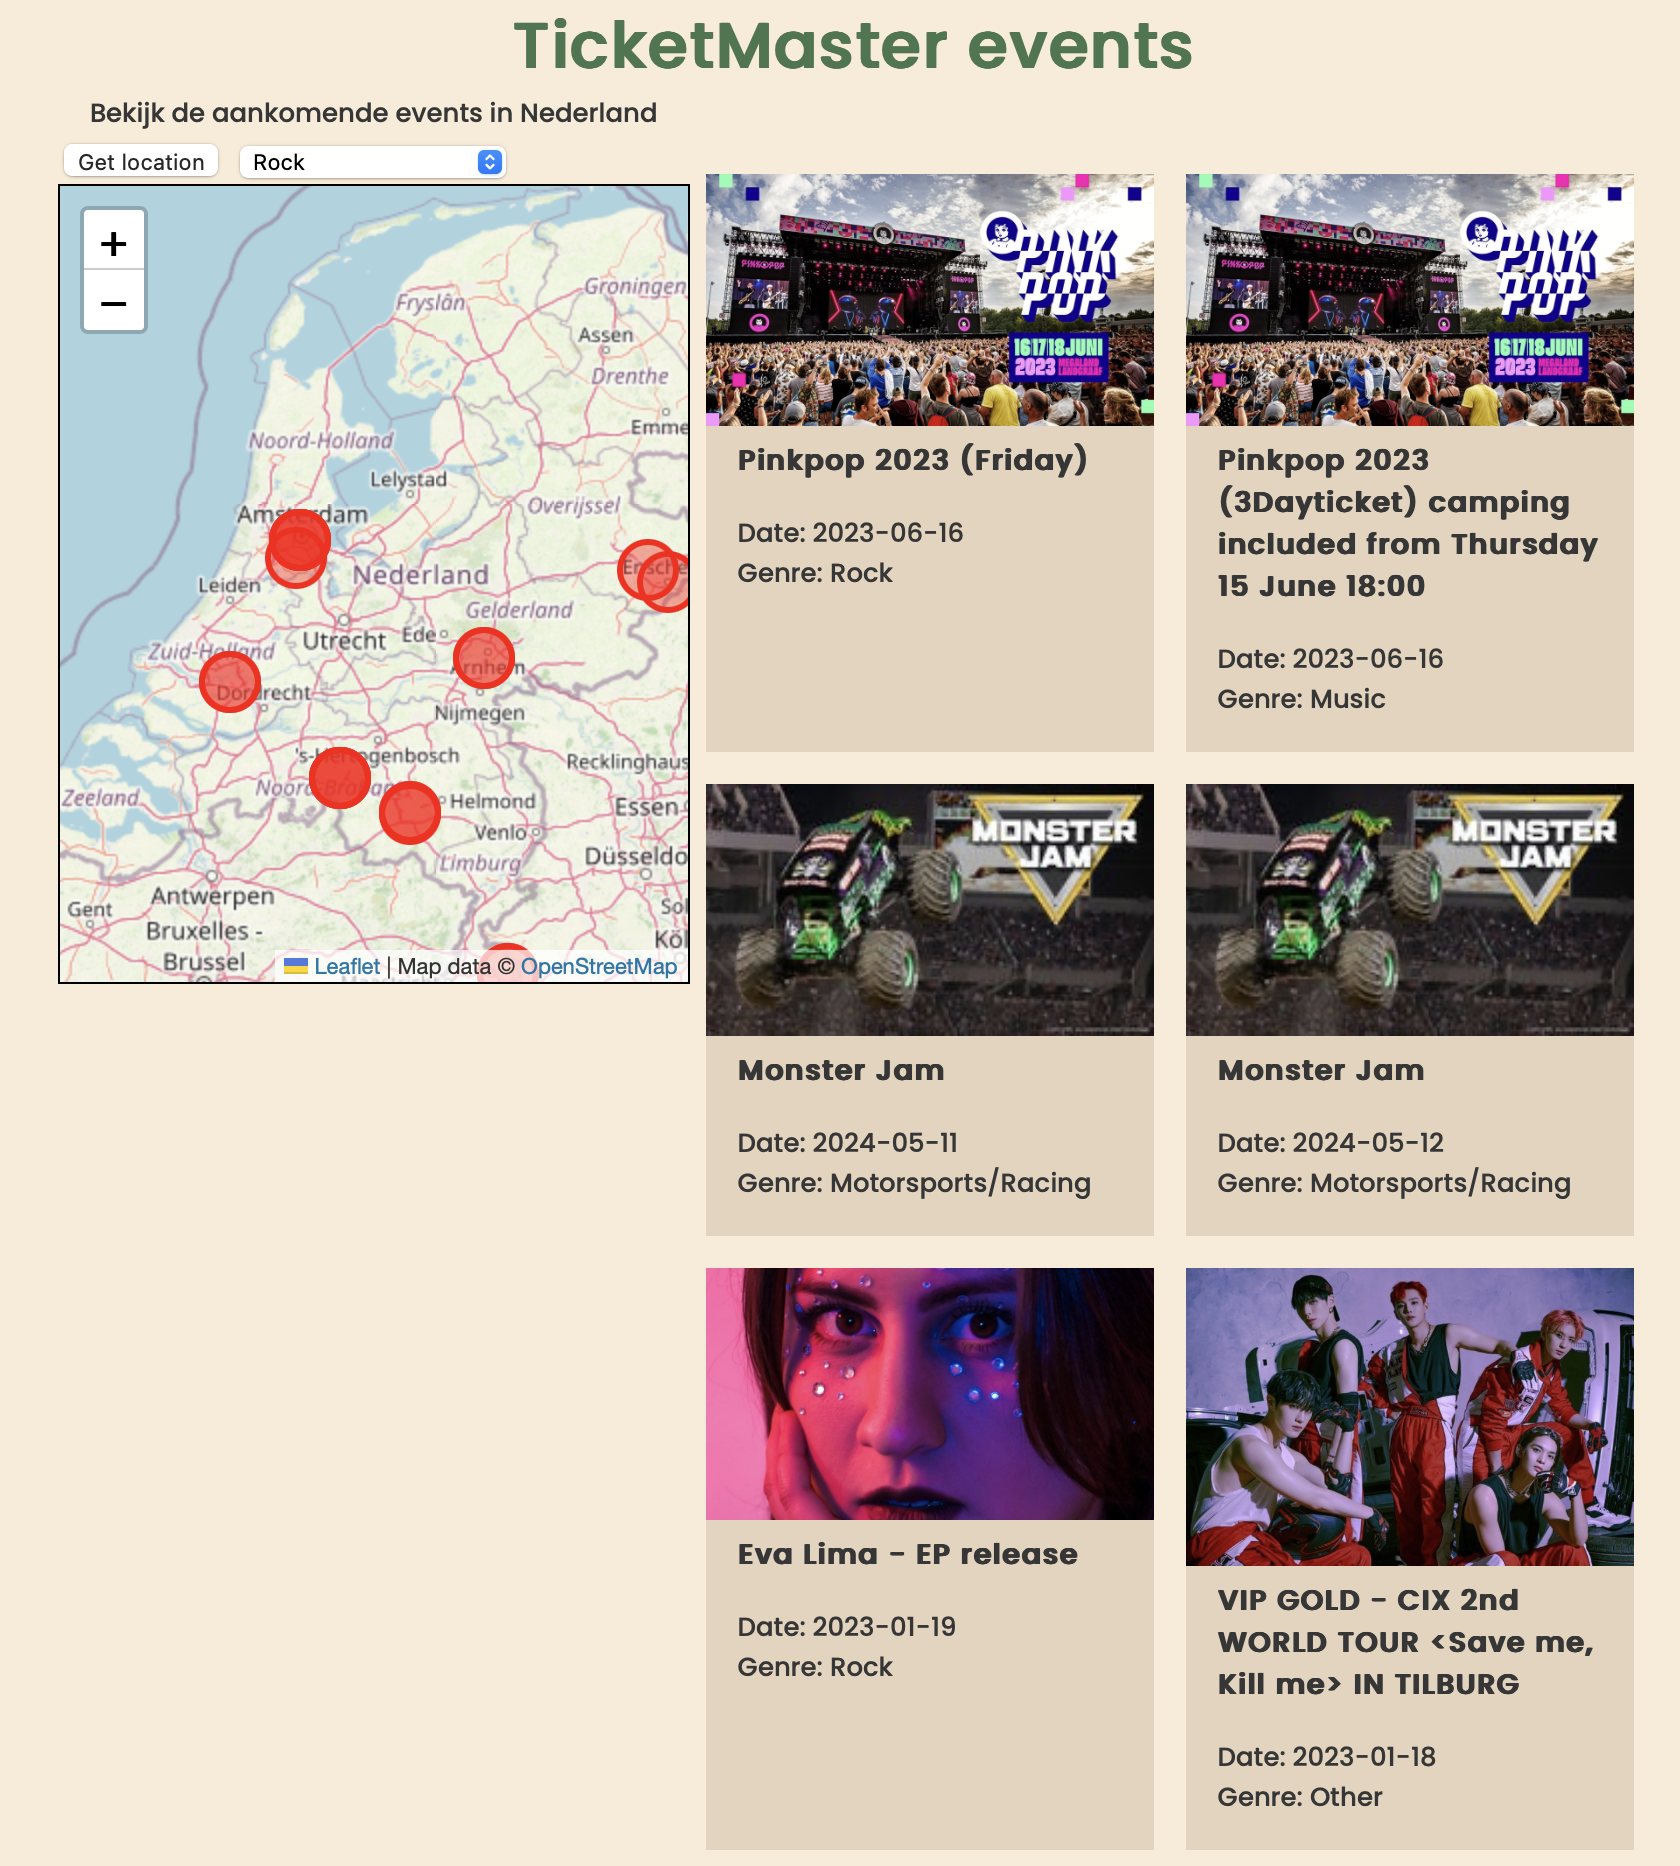 TicketMaster events
Bekijk de aankomende events in Nederland
Get location
Rock
+
−
Groningen
Fryslân
Assen
Drenthe
Emme
Noord-Holland
Lelystad
Overijssel
Amsterdam
Leiden
Nederland
Gelderland
Zuid-Holland
Utrecht
Ede
Arnhem
Dordrecht
Nijmegen
's-Hertogenbosch
Recklinghaus
Zeeland
Helmond
Essen
Venlo
Düsseldo
Limburg
Antwerpen
Gent
Sol
Bruxelles -
Brussel
Köl
Leaflet | Map data © OpenStreetMap
PINKPOP
PINK
POP
16|17|18 JUNI
2023 MEGALAND
LANDGRAAF
Pinkpop 2023 (Friday)
Date: 2023-06-16
Genre: Rock
PINKPOP
PINK
POP
16|17|18 JUNI
2023 MEGALAND
LANDGRAAF
Pinkpop 2023
(3Dayticket) camping
included from Thursday
15 June 18:00
Date: 2023-06-16
Genre: Music
MONSTER
JAM
Monster Jam
Date: 2024-05-11
Genre: Motorsports/Racing
MONSTER
JAM
Monster Jam
Date: 2024-05-12
Genre: Motorsports/Racing
Eva Lima - EP release
Date: 2023-01-19
Genre: Rock
VIP GOLD - CIX 2nd
WORLD TOUR <Save me,
Kill me> IN TILBURG
Date: 2023-01-18
Genre: Other